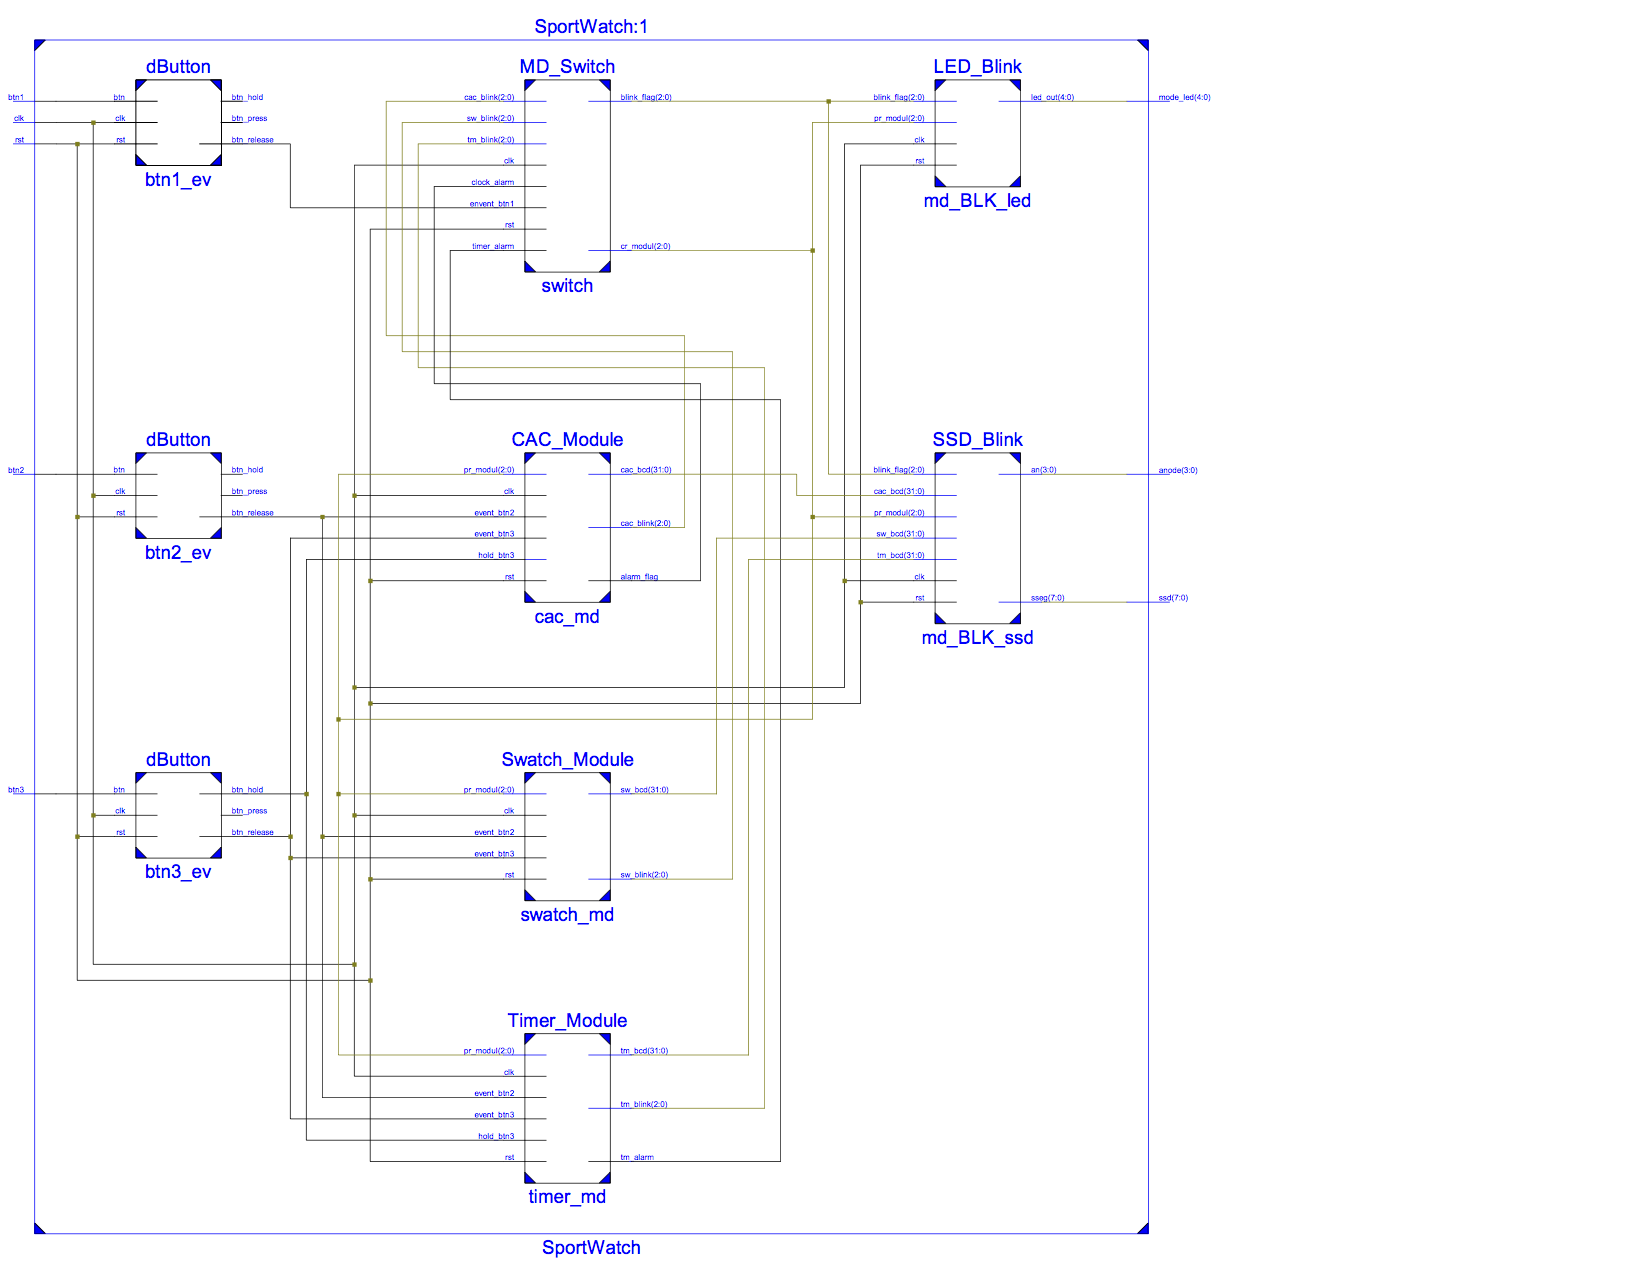 SportWatch:1
dButton
btn1
clk
rst
btn
clk
rst
btn_hold
btn_press
btn_release
btn1_ev
MD_Switch
cac_blink(2:0)
sw_blink(2:0)
tm_blink(2:0)
clk
clock_alarm
envent_btn1
rst
timer_alarm
blink_flag(2:0)
cr_modul(2:0)
switch
LED_Blink
blink_flag(2:0)
pr_modul(2:0)
clk
rst
led_out(4:0)
mode_led(4:0)
md_BLK_led
dButton
btn2
btn
clk
rst
btn_hold
btn_press
btn_release
btn2_ev
CAC_Module
pr_modul(2:0)
clk
event_btn2
event_btn3
hold_btn3
rst
cac_bcd(31:0)
cac_blink(2:0)
alarm_flag
cac_md
SSD_Blink
blink_flag(2:0)
cac_bcd(31:0)
pr_modul(2:0)
sw_bcd(31:0)
tm_bcd(31:0)
clk
rst
an(3:0)
sseg(7:0)
anode(3:0)
ssd(7:0)
md_BLK_ssd
dButton
btn3
btn
clk
rst
btn_hold
btn_press
btn_release
btn3_ev
Swatch_Module
pr_modul(2:0)
clk
event_btn2
event_btn3
rst
sw_bcd(31:0)
sw_blink(2:0)
swatch_md
Timer_Module
pr_modul(2:0)
clk
event_btn2
event_btn3
hold_btn3
rst
tm_bcd(31:0)
tm_blink(2:0)
tm_alarm
timer_md
SportWatch